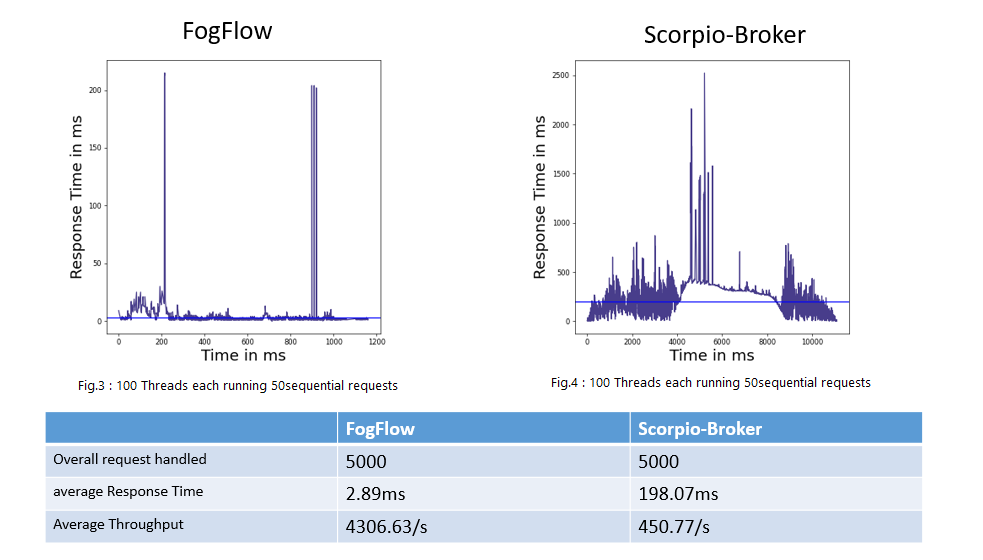 FogFlow
Scorpio-Broker
Response Time in ms
200
150
100
50
0
0 200 400 600 800 1000 1200
Time in ms
Fig.3 : 100 Threads each running 50sequential requests
Response Time in ms
2500
2000
1500
1000
500
0
0 2000 4000 6000 8000 10000
Time in ms
Fig.4 : 100 Threads each running 50sequential requests
FogFlow Scorpio-Broker
Overall request handled 5000 5000
average Response Time 2.89ms 198.07ms
Average Throughput 4306.63/s 450.77/s